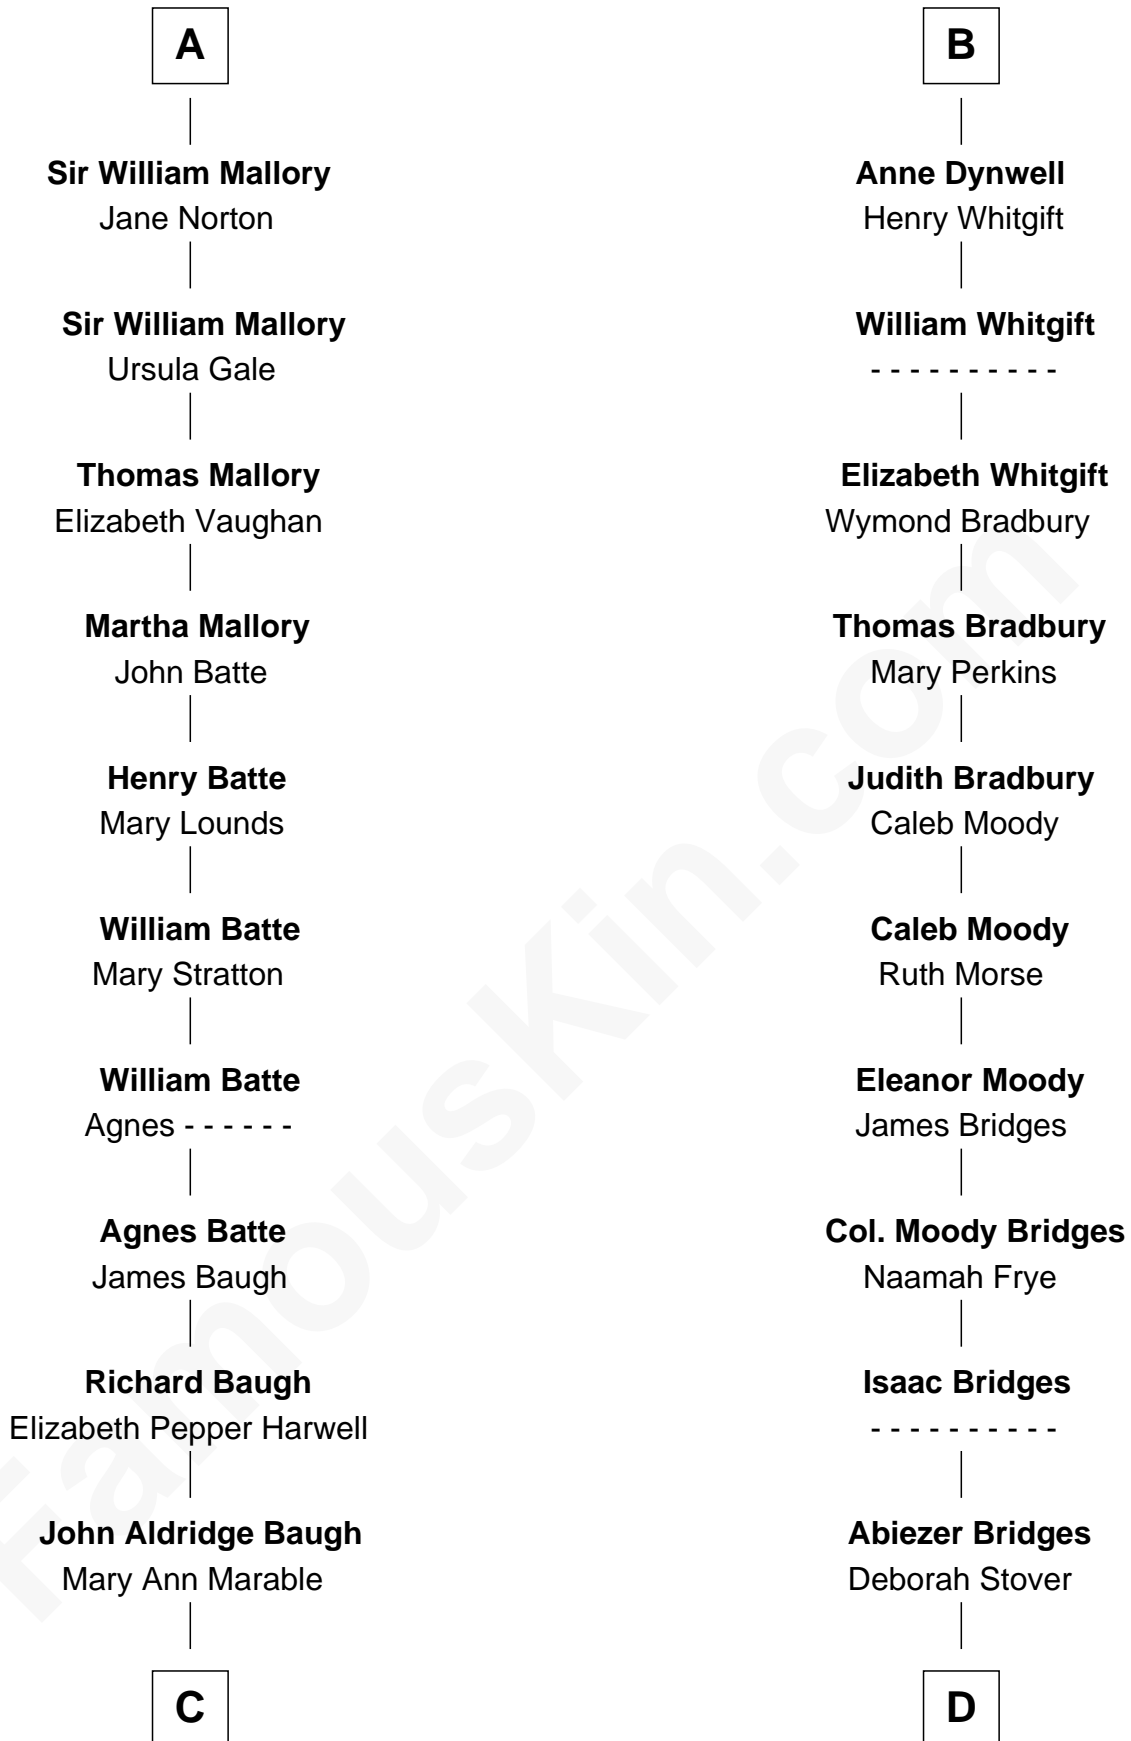 A
Sir William Mallory
Jane Norton
Sir William Mallory
Ursula Gale
Thomas Mallory
Elizabeth Vaughan
Martha Mallory
John Batte
Henry Batte
Mary Lounds
William Batte
Mary Stratton
William Batte
Agnes - - - - - -
Agnes Batte
James Baugh
Richard Baugh
Elizabeth Pepper Harwell
John Aldridge Baugh
Mary Ann Marable
C
B
Anne Dynwell
Henry Whitgift
William Whitgift
- - - - - - - - - -
Elizabeth Whitgift
Wymond Bradbury
Thomas Bradbury
Mary Perkins
Judith Bradbury
Caleb Moody
Caleb Moody
Ruth Morse
Eleanor Moody
James Bridges
Col. Moody Bridges
Naamah Frye
Isaac Bridges
- - - - - - - - - -
Abiezer Bridges
Deborah Stover
D
FamousKin.com